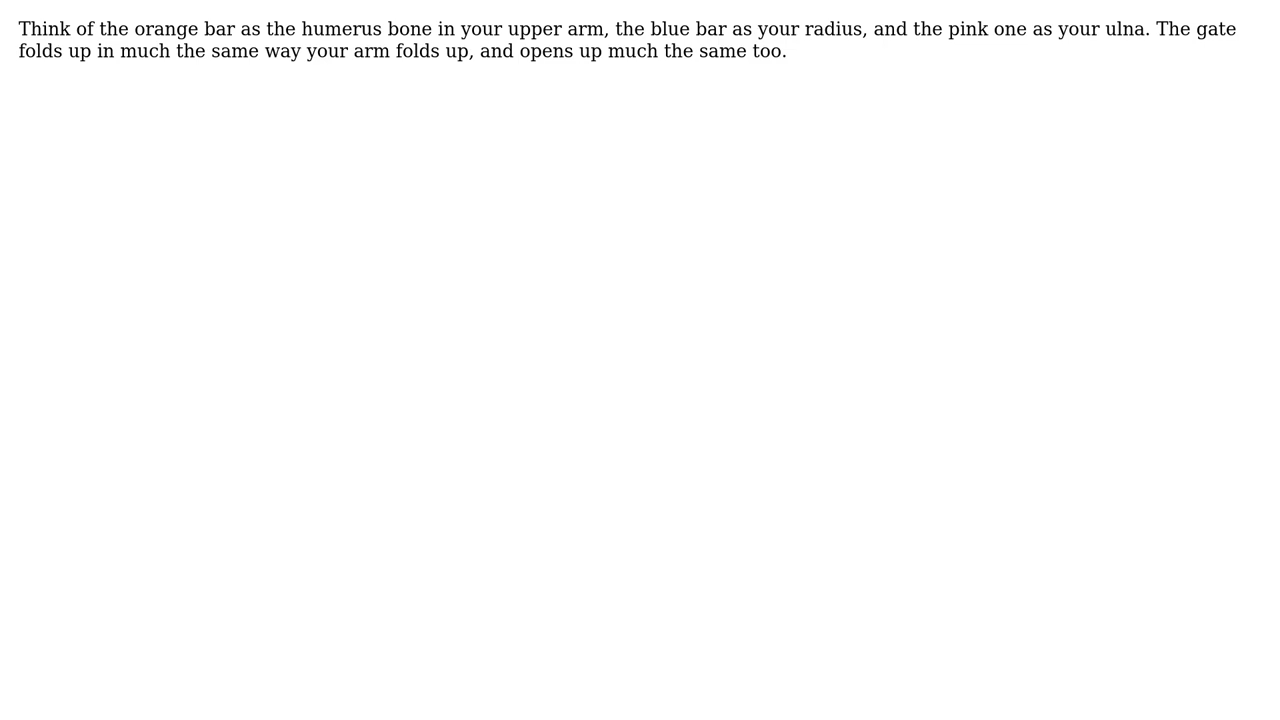 Think of the orange bar as the humerus bone in your upper arm, the blue bar as your radius, and the pink one as your ulna. The gate
folds up in much the same way your arm folds up, and opens up much the same too.